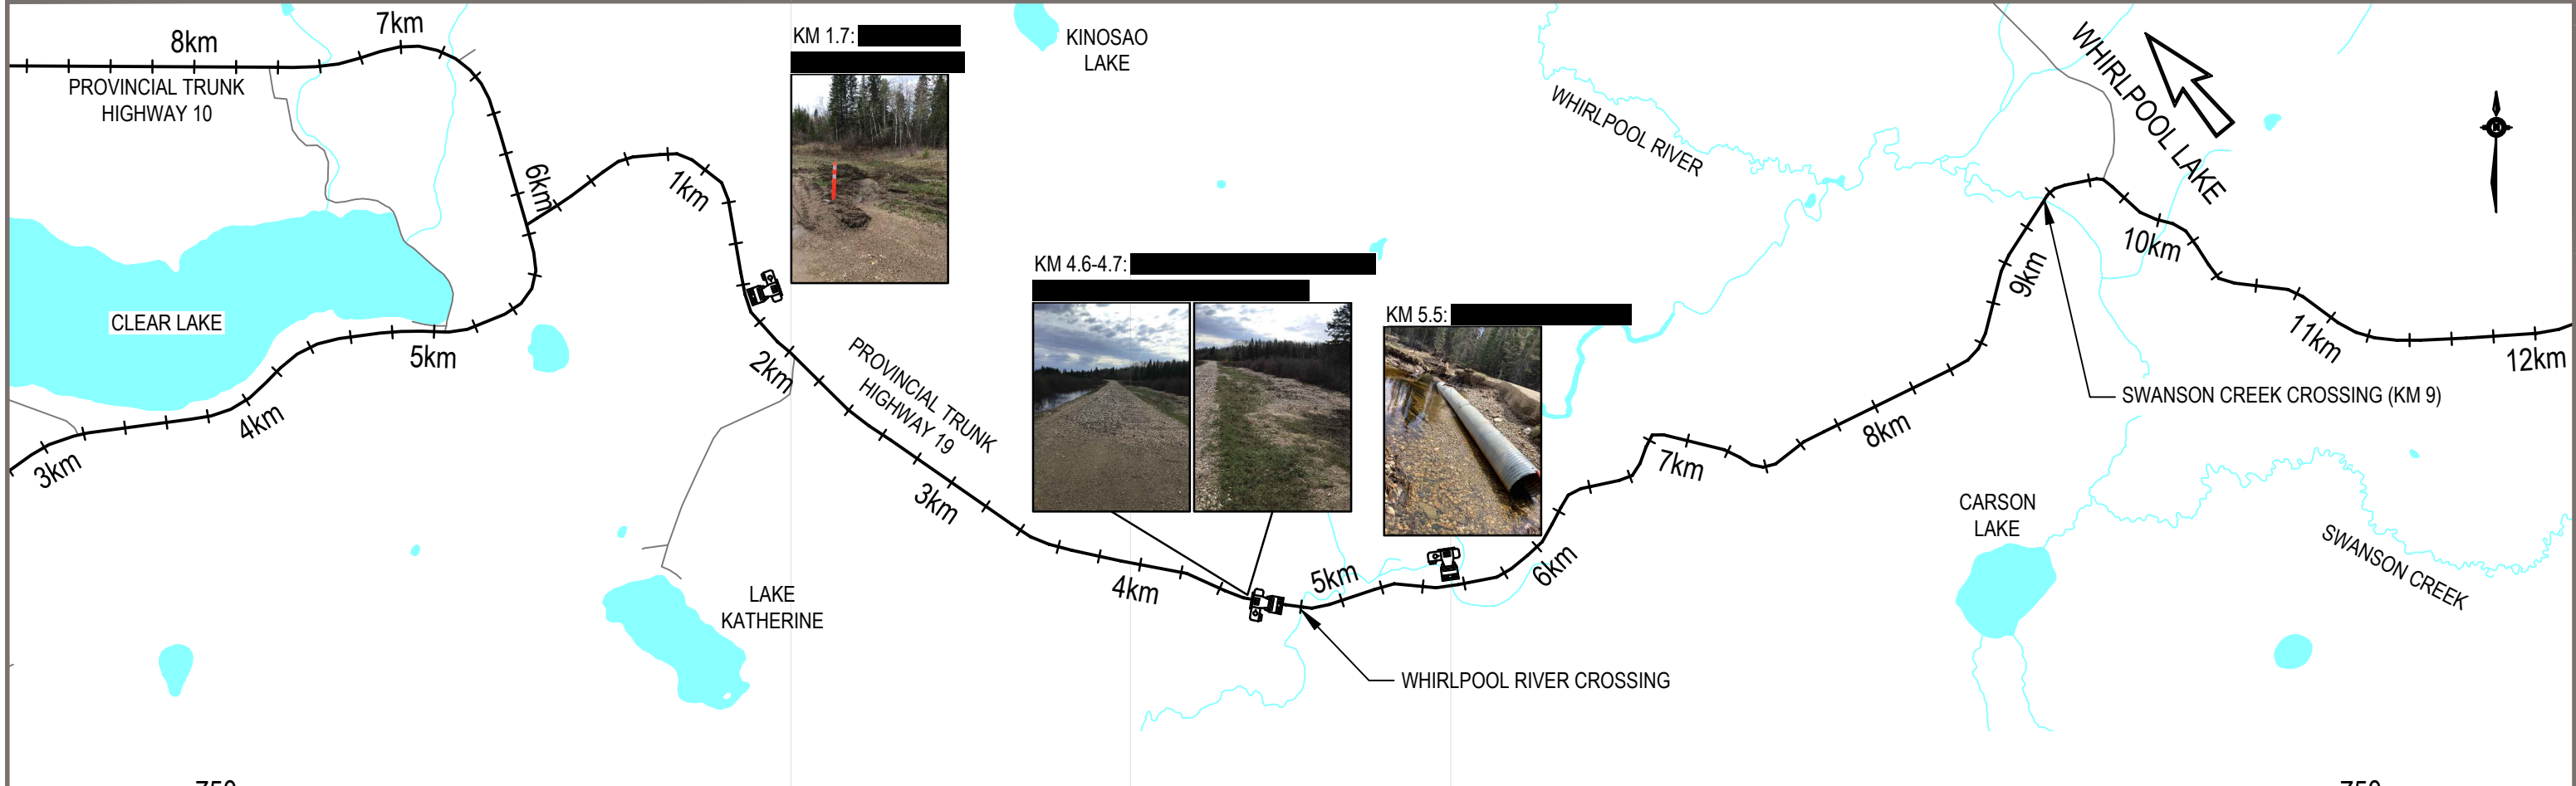 8km
7km
PROVINCIAL TRUNK
HIGHWAY 10
6km
1km
KM 1.7:
KINOSAO
LAKE
WHIRLPOOL RIVER
WHIRLPOOL LAKE
N
CLEAR LAKE
5km
4km
3km
2km
PROVINCIAL TRUNK
HIGHWAY 19
3km
KM 4.6-4.7:
KM 5.5:
9km
10km
11km
12km
SWANSON CREEK CROSSING (KM 9)
8km
7km
CARSON
LAKE
SWANSON CREEK
6km
5km
4km
LAKE
KATHERINE
WHIRLPOOL RIVER CROSSING